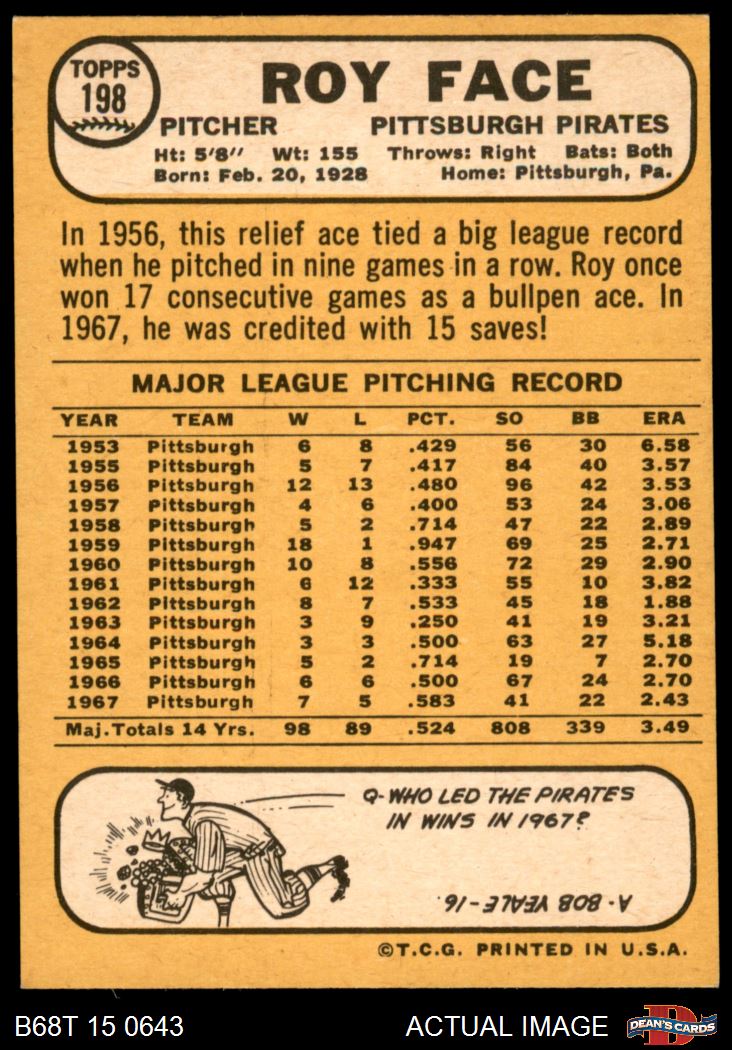 TOPPS
198
ROY FACE
PITCHER PITTSBURGH PIRATES
Ht: 5'8" Wt: 155 Throws: Right Bats: Both
Born: Feb. 20, 1928 Home: Pittsburgh, Pa.
In 1956, this relief ace tied a big league record
when he pitched in nine games in a row. Roy once
won 17 consecutive games as a bullpen ace. In
1967, he was credited with 15 saves!
MAJOR LEAGUE PITCHING RECORD
YEAR TEAM W L PCT. SO BB ERA
1953 Pittsburgh 6 8 .429 56 30 6.58
1955 Pittsburgh 5 7 .417 84 40 3.57
1956 Pittsburgh 12 13 .480 96 42 3.53
1957 Pittsburgh 4 6 .400 53 24 3.06
1958 Pittsburgh 5 2 .714 47 22 2.89
1959 Pittsburgh 18 1 .947 69 25 2.71
1960 Pittsburgh 10 8 .556 72 29 2.90
1961 Pittsburgh 6 12 .333 55 10 3.82
1962 Pittsburgh 8 7 .533 45 18 1.88
1963 Pittsburgh 3 9 .250 41 19 3.21
1964 Pittsburgh 3 3 .500 63 27 5.18
1965 Pittsburgh 5 2 .714 19 7 2.70
1966 Pittsburgh 6 6 .500 67 24 2.70
1967 Pittsburgh 7 5 .583 41 22 2.43
Maj. Totals 14 Yrs. 98 89 .524 808 339 3.49
Q-WHO LED THE PIRATES
IN WINS IN 1967?
A-BOB VEALE-16
©T.C.G. PRINTED IN U.S.A.
B68T 15 0643 ACTUAL IMAGE DEAN'S CARDS